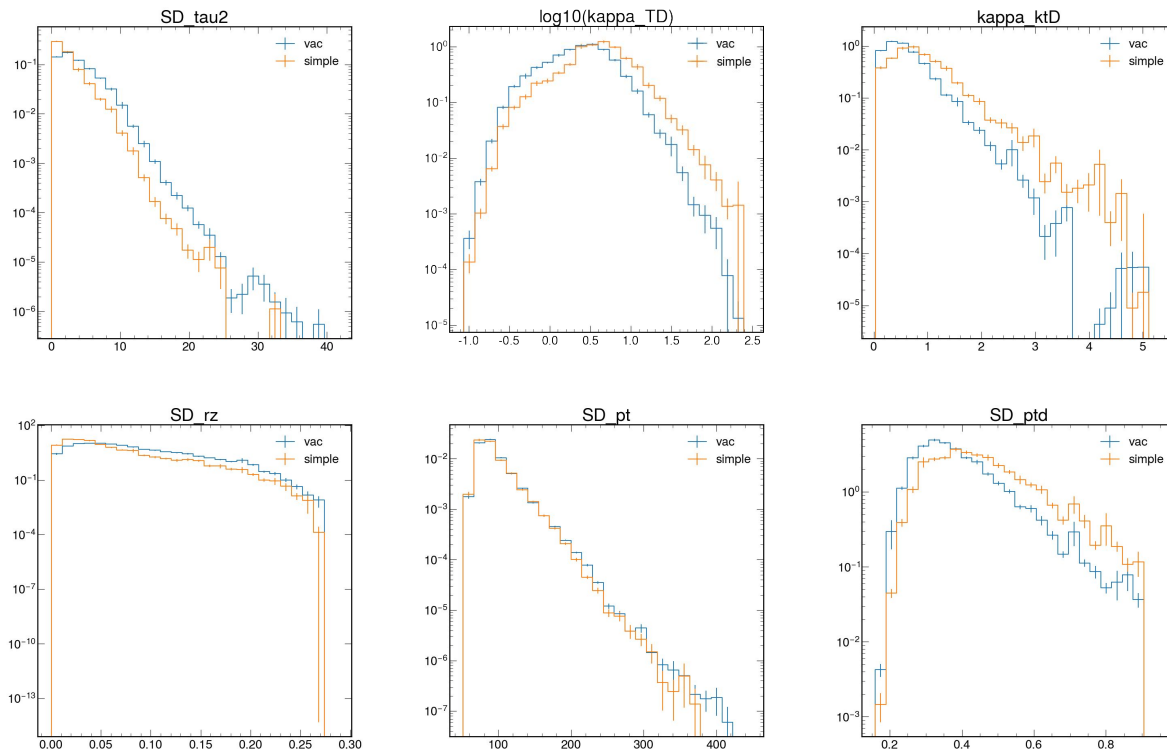 SD_tau2
vac
simple
10⁻¹
10⁻²
10⁻³
10⁻⁴
10⁻⁵
10⁻⁶
0 10 20 30 40
log10(kappa_TD)
vac
simple
10⁰
10⁻¹
10⁻²
10⁻³
10⁻⁴
10⁻⁵
-1.0 -0.5 0.0 0.5 1.0 1.5 2.0 2.5
kappa_ktD
vac
simple
10⁰
10⁻¹
10⁻²
10⁻³
10⁻⁴
10⁻⁵
0 1 2 3 4 5
SD_rz
vac
simple
10²
10⁻¹
10⁻⁴
10⁻⁷
10⁻¹⁰
10⁻¹³
0.00 0.05 0.10 0.15 0.20 0.25 0.30
SD_pt
vac
simple
10⁻²
10⁻³
10⁻⁴
10⁻⁵
10⁻⁶
10⁻⁷
100 200 300 400
SD_ptd
vac
simple
10⁰
10⁻¹
10⁻²
10⁻³
0.2 0.4 0.6 0.8